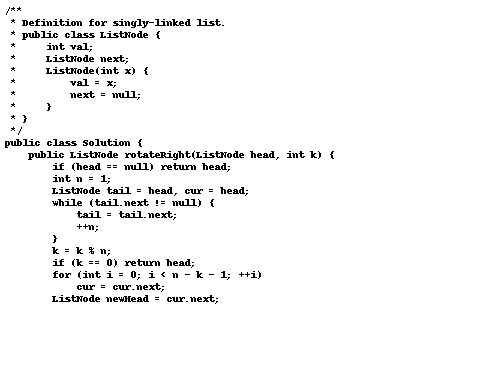 /**
 * Definition for singly-linked list.
 * public class ListNode {
 *     int val;
 *     ListNode next;
 *     ListNode(int x) {
 *         val = x;
 *         next = null;
 *     }
 * }
 */
public class Solution {
    public ListNode rotateRight(ListNode head, int k) {
        if (head == null) return head;
        int n = 1;
        ListNode tail = head, cur = head;
        while (tail.next != null) {
            tail = tail.next;
            ++n;
        }
        k = k % n;
        if (k == 0) return head;
        for (int i = 0; i < n - k - 1; ++i)
            cur = cur.next;
        ListNode newHead = cur.next;